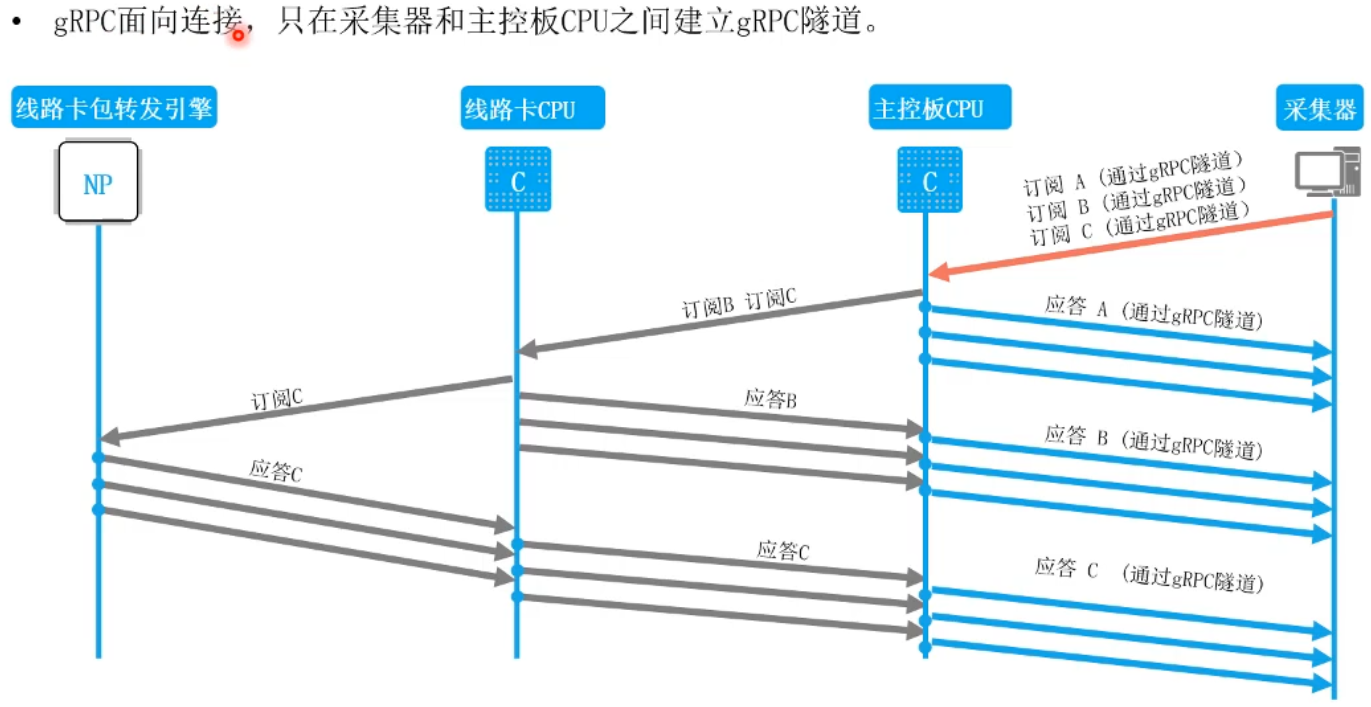 • gRPC面向连接，只在采集器和主控板CPU之间建立gRPC隧道。
线路卡包转发引擎
线路卡CPU
主控板CPU
采集器
NP
C
C
订阅 A (通过gRPC隧道)
订阅 B (通过gRPC隧道)
订阅 C (通过gRPC隧道)
订阅B 订阅C
应答 A (通过gRPC隧道)
订阅C
应答B
应答 B (通过gRPC隧道)
应答C
应答C
应答 C (通过gRPC隧道)